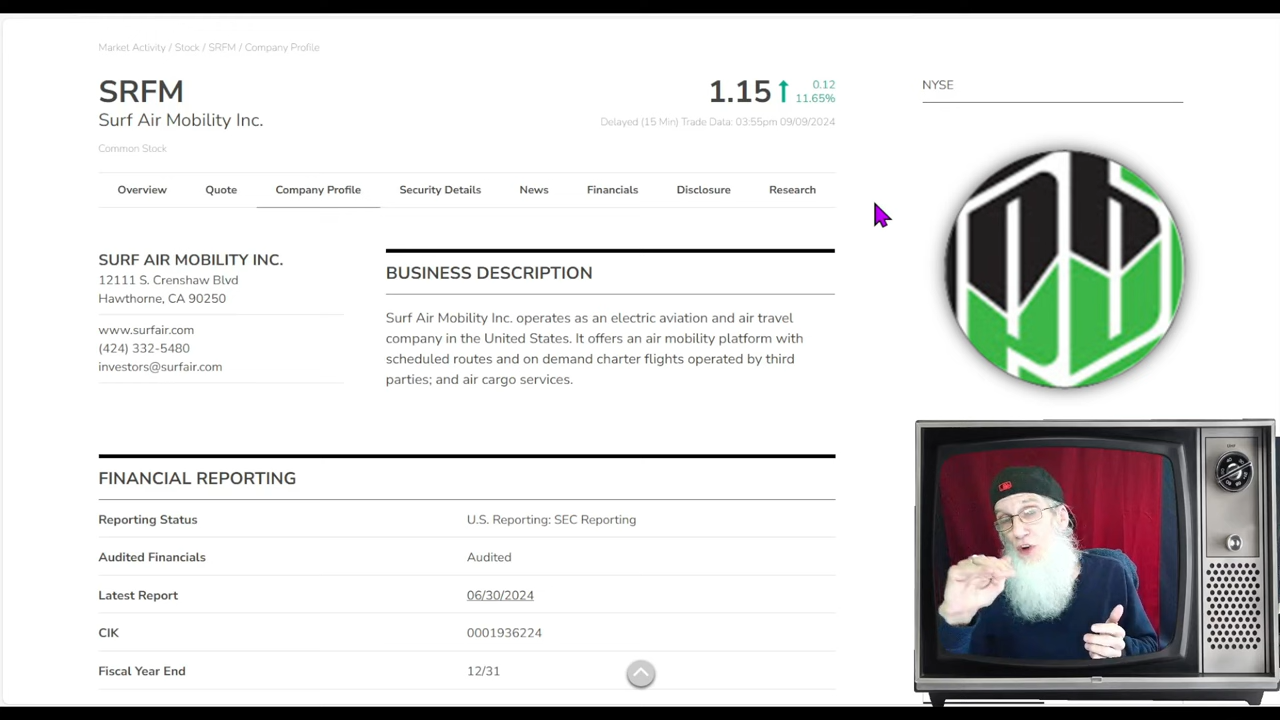 Market Activity / Stock / SRFM / Company Profile
SRFM
1.15
0.12
11.65%
NYSE
Surf Air Mobility Inc.
Delayed (15 Min) Trade Data: 03:55pm 09/09/2024
Common Stock
Overview Quote Company Profile Security Details News Financials Disclosure Research
SURF AIR MOBILITY INC.
12111 S. Crenshaw Blvd
Hawthorne, CA 90250
www.surfair.com
(424) 332-5480
investors@surfair.com
BUSINESS DESCRIPTION
Surf Air Mobility Inc. operates as an electric aviation and air travel
company in the United States. It offers an air mobility platform with
scheduled routes and on demand charter flights operated by third
parties; and air cargo services.
FINANCIAL REPORTING
Reporting Status U.S. Reporting: SEC Reporting
Audited Financials Audited
Latest Report 06/30/2024
CIK 0001936224
Fiscal Year End 12/31